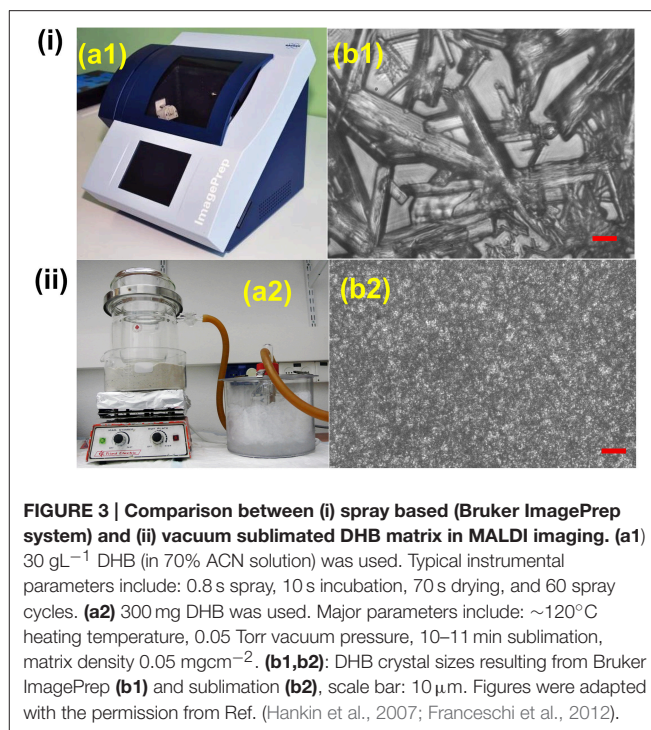 (i)
(a1)
(b1)
ImagePrep
(ii)
(a2)
(b2)
FIGURE 3 | Comparison between (i) spray based (Bruker ImagePrep
system) and (ii) vacuum sublimated DHB matrix in MALDI imaging. (a1)
30 gL⁻¹ DHB (in 70% ACN solution) was used. Typical instrumental
parameters include: 0.8 s spray, 10 s incubation, 70 s drying, and 60 spray
cycles. (a2) 300 mg DHB was used. Major parameters include: ~120°C
heating temperature, 0.05 Torr vacuum pressure, 10–11 min sublimation,
matrix density 0.05 mgcm⁻². (b1,b2): DHB crystal sizes resulting from Bruker
ImagePrep (b1) and sublimation (b2), scale bar: 10 μm. Figures were adapted
with the permission from Ref. (Hankin et al., 2007; Franceschi et al., 2012).